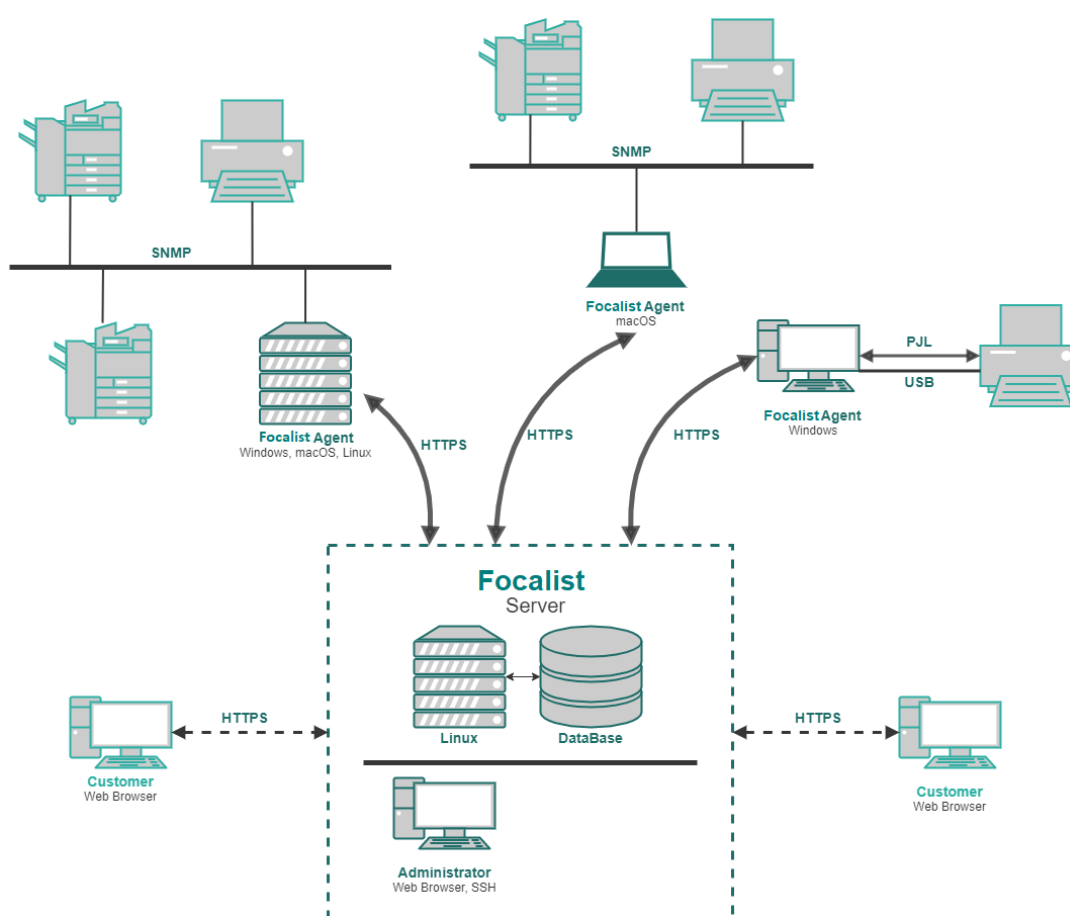 SNMP
SNMP
Focalist Agent
macOS
PJL
USB
Focalist Agent
Windows
Focalist Agent
Windows, macOS, Linux
HTTPS
HTTPS
HTTPS
Focalist
Server
Linux
DataBase
HTTPS
HTTPS
Customer
Web Browser
Customer
Web Browser
Administrator
Web Browser, SSH